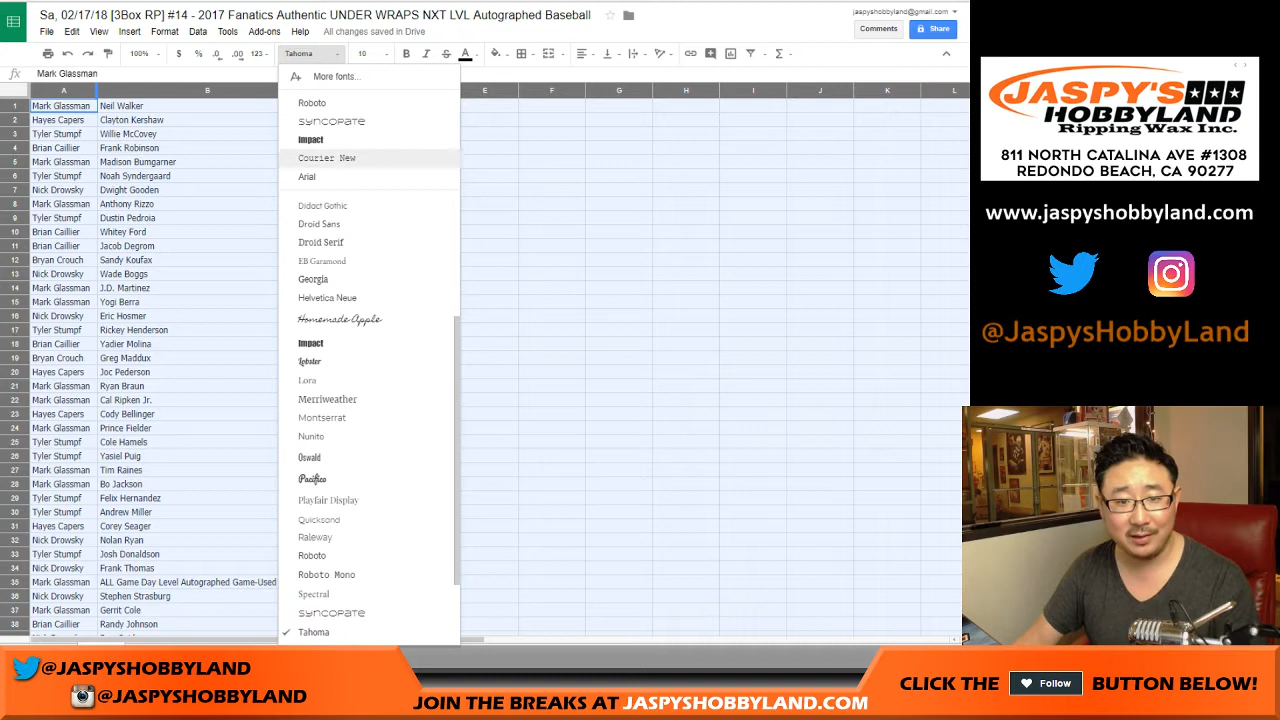 Sa, 02/17/18 [3Box RP] #14 - 2017 Fanatics Authentic UNDER WRAPS NXT LVL Autographed Baseball
jaspyshobbyland@gmail.com
File Edit View Insert Format Data Tools Add-ons Help All changes saved in Drive
Comments Share
100% $ % .0 .00 123 Tahoma 10 B I S A
fx Mark Glassman
A B E F G H I J K L
1 Mark Glassman Neil Walker
2 Hayes Capers Clayton Kershaw
3 Tyler Stumpf Willie McCovey
4 Brian Caillier Frank Robinson
5 Mark Glassman Madison Bumgarner
6 Tyler Stumpf Noah Syndergaard
7 Nick Drowsky Dwight Gooden
8 Mark Glassman Anthony Rizzo
9 Tyler Stumpf Dustin Pedroia
10 Brian Caillier Whitey Ford
11 Brian Caillier Jacob Degrom
12 Bryan Crouch Sandy Koufax
13 Nick Drowsky Wade Boggs
14 Mark Glassman J.D. Martinez
15 Mark Glassman Yogi Berra
16 Nick Drowsky Eric Hosmer
17 Tyler Stumpf Rickey Henderson
18 Brian Caillier Yadier Molina
19 Bryan Crouch Greg Maddux
20 Hayes Capers Joc Pederson
21 Mark Glassman Ryan Braun
22 Mark Glassman Cal Ripken Jr.
23 Hayes Capers Cody Bellinger
24 Mark Glassman Prince Fielder
25 Tyler Stumpf Cole Hamels
26 Tyler Stumpf Yasiel Puig
27 Mark Glassman Tim Raines
28 Mark Glassman Bo Jackson
29 Tyler Stumpf Felix Hernandez
30 Tyler Stumpf Andrew Miller
31 Hayes Capers Corey Seager
32 Nick Drowsky Nolan Ryan
33 Tyler Stumpf Josh Donaldson
34 Nick Drowsky Frank Thomas
35 Mark Glassman ALL Game Day Level Autographed Game-Used
36 Nick Drowsky Stephen Strasburg
37 Mark Glassman Gerrit Cole
38 Brian Caillier Randy Johnson
More fonts...
Roboto
Syncopate
Impact
Courier New
Arial
Didact Gothic
Droid Sans
Droid Serif
EB Garamond
Georgia
Helvetica Neue
Homemade Apple
Impact
Lobster
Lora
Merriweather
Montserrat
Nunito
Oswald
Pacifico
Playfair Display
Quicksand
Raleway
Roboto
Roboto Mono
Spectral
Syncopate
Tahoma
JASPY'S
HOBBYLAND
Ripping Wax Inc.
811 NORTH CATALINA AVE #1308
REDONDO BEACH, CA 90277
www.jaspyshobbyland.com
@JaspysHobbyLand
@JASPYSHOBBYLAND
@JASPYSHOBBYLAND
JOIN THE BREAKS AT JASPYSHOBBYLAND.COM
CLICK THE Follow BUTTON BELOW!